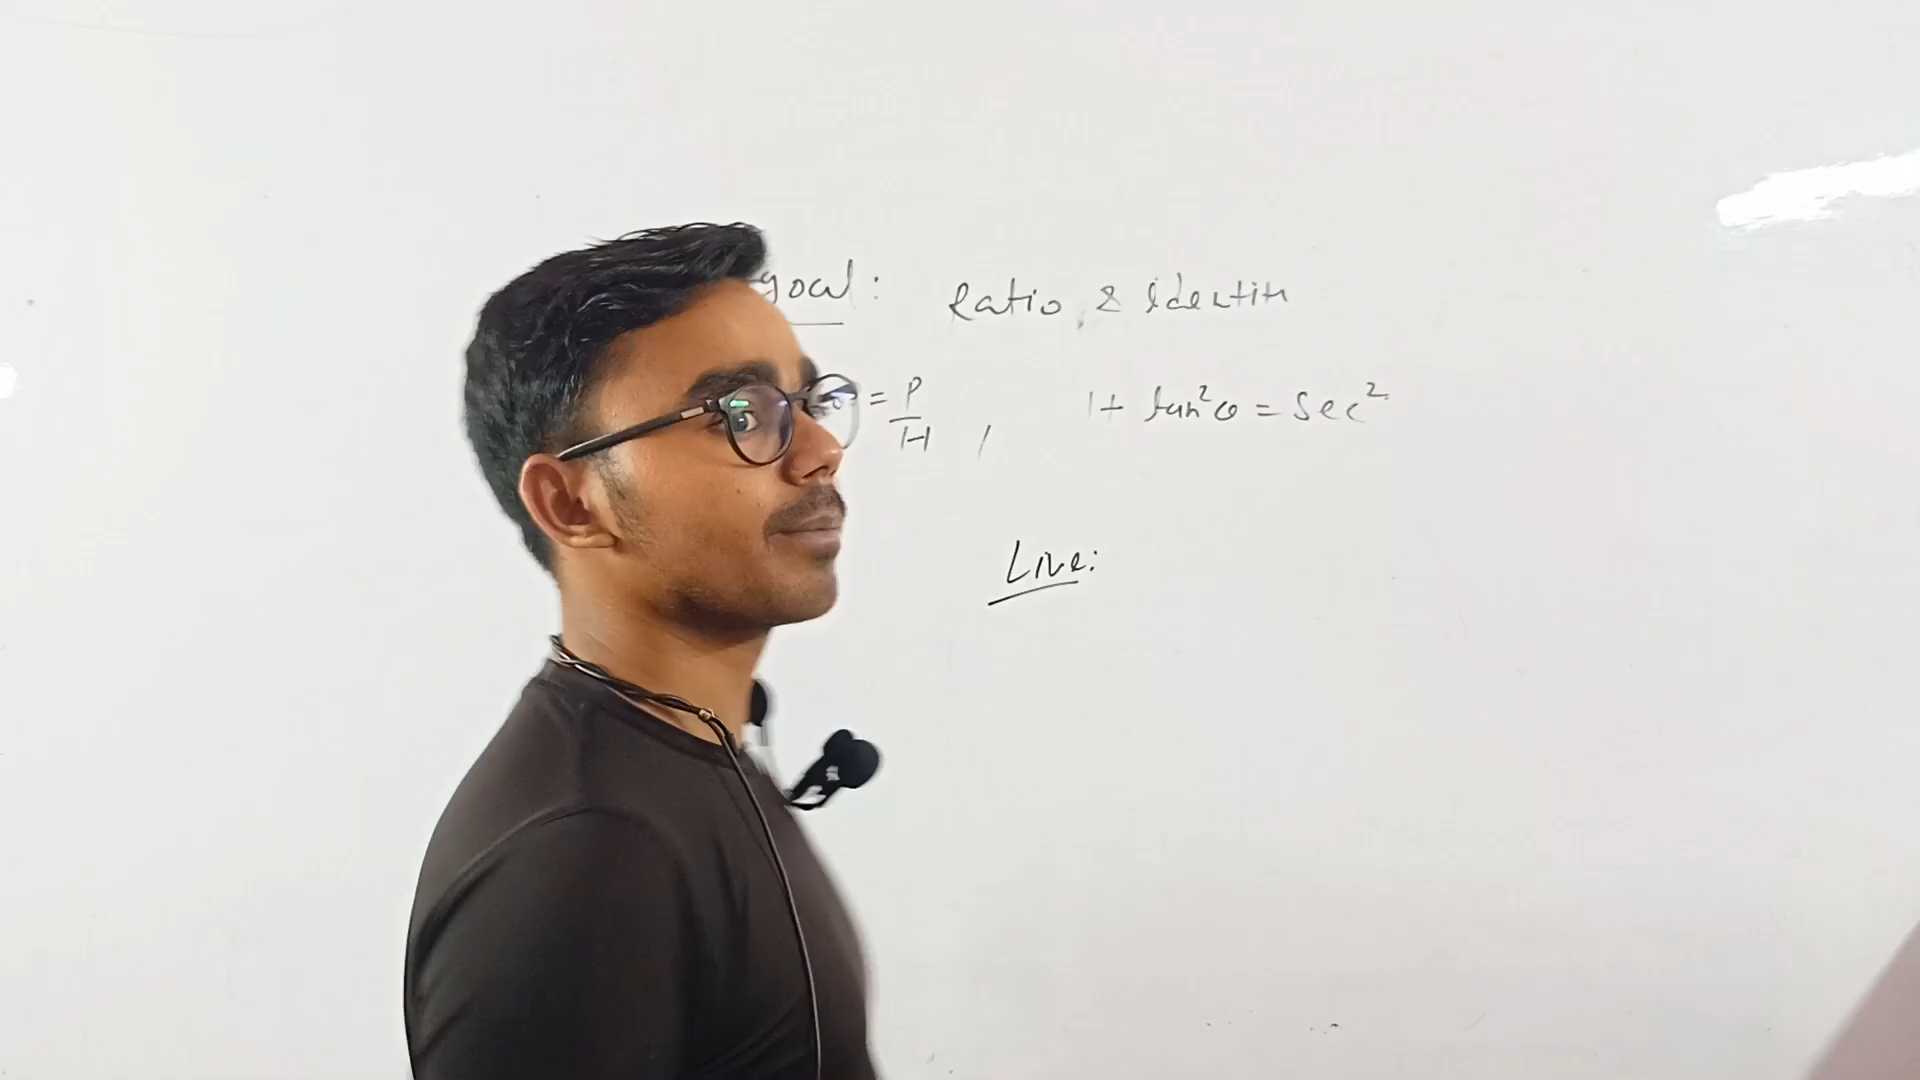 goal: Ratio & Identity
= P/H, 1 + tan²θ = sec²
Live: